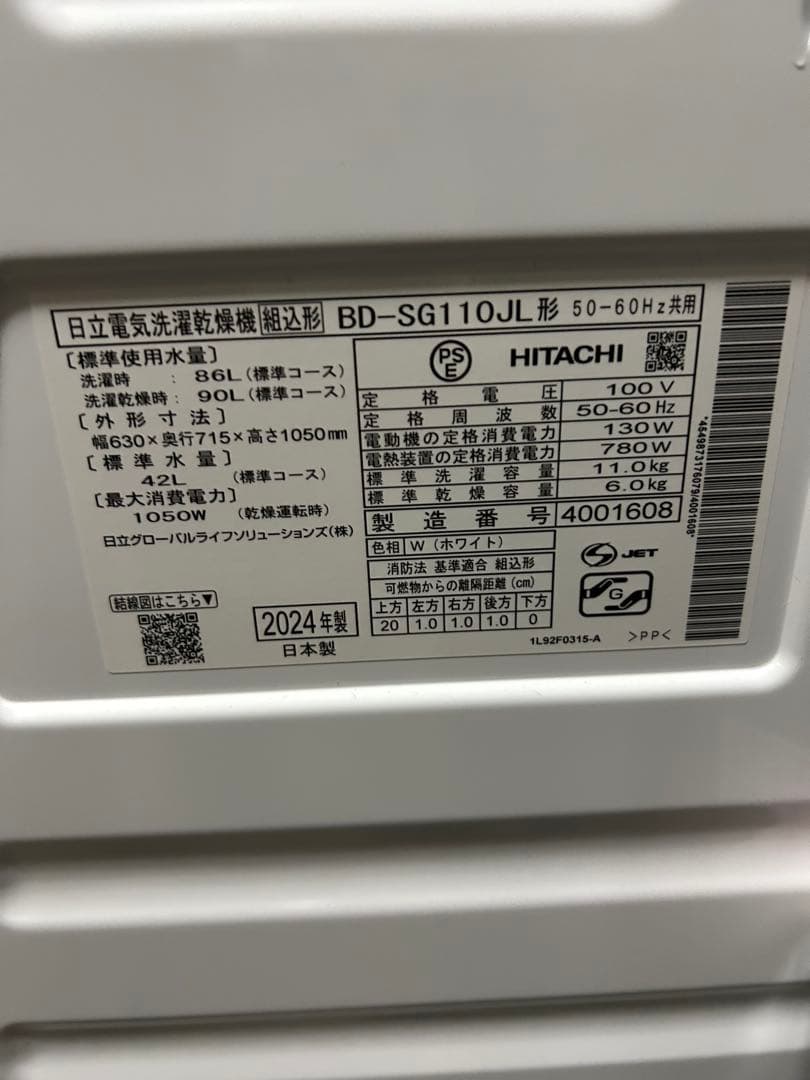 日立電気洗濯乾燥機 組込形 BD-SG110JL形 50-60Hz共用
[標準使用水量]
洗濯時 : 86L(標準コース)
洗濯乾燥時: 90L(標準コース)
[外形寸法]
幅630×奥行715×高さ1050mm
[標準水量]
42L (標準コース)
[最大消費電力]
1050W (乾燥運転時)
日立グローバルライフソリューションズ(株)
結線図はこちら▼
2024年製
日本製
PSE HITACHI
定格電圧 100V
定格周波数 50-60Hz
電動機の定格消費電力 130W
電熱装置の定格消費電力 780W
標準洗濯容量 11.0kg
標準乾燥容量 6.0kg
製造番号 4001608
色相 W(ホワイト)
消防法 基準適合 組込形
可燃物からの離隔距離(cm)
上方 左方 右方 後方 下方
20 1.0 1.0 1.0 0
S JET
G
1L92F0315-A >PP<
*4549873176079/4001608*